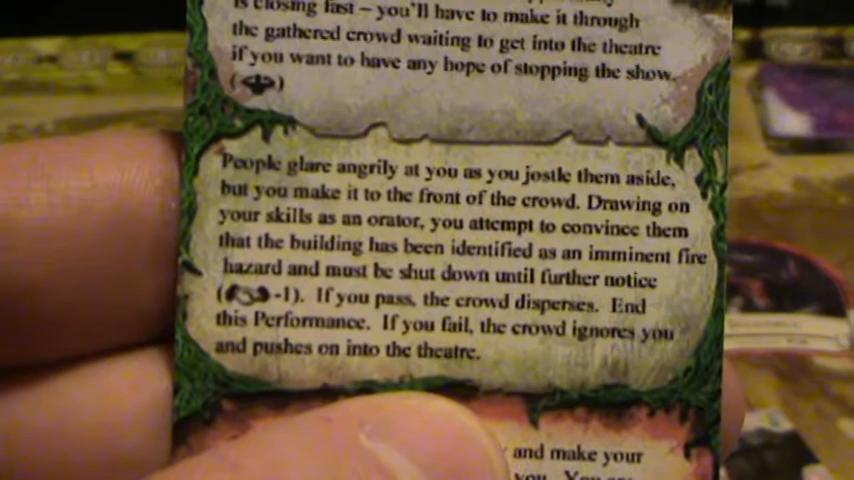 is closing fast – you'll have to make it through
the gathered crowd waiting to get into the theatre
if you want to have any hope of stopping the show.
( )
People glare angrily at you as you jostle them aside,
but you make it to the front of the crowd. Drawing on
your skills as an orator, you attempt to convince them
that the building has been identified as an imminent fire
hazard and must be shut down until further notice
( -1). If you pass, the crowd disperses. End
this Performance. If you fail, the crowd ignores you
and pushes on into the theatre.
and make your
you. You